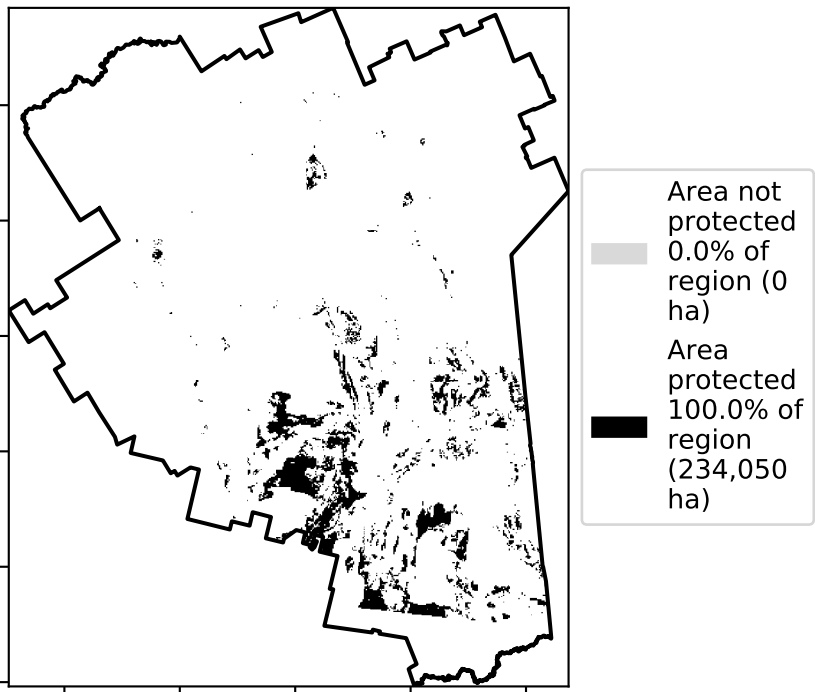 Area not
protected
0.0% of
region (0
ha)
Area
protected
100.0% of
region
(234,050
ha)